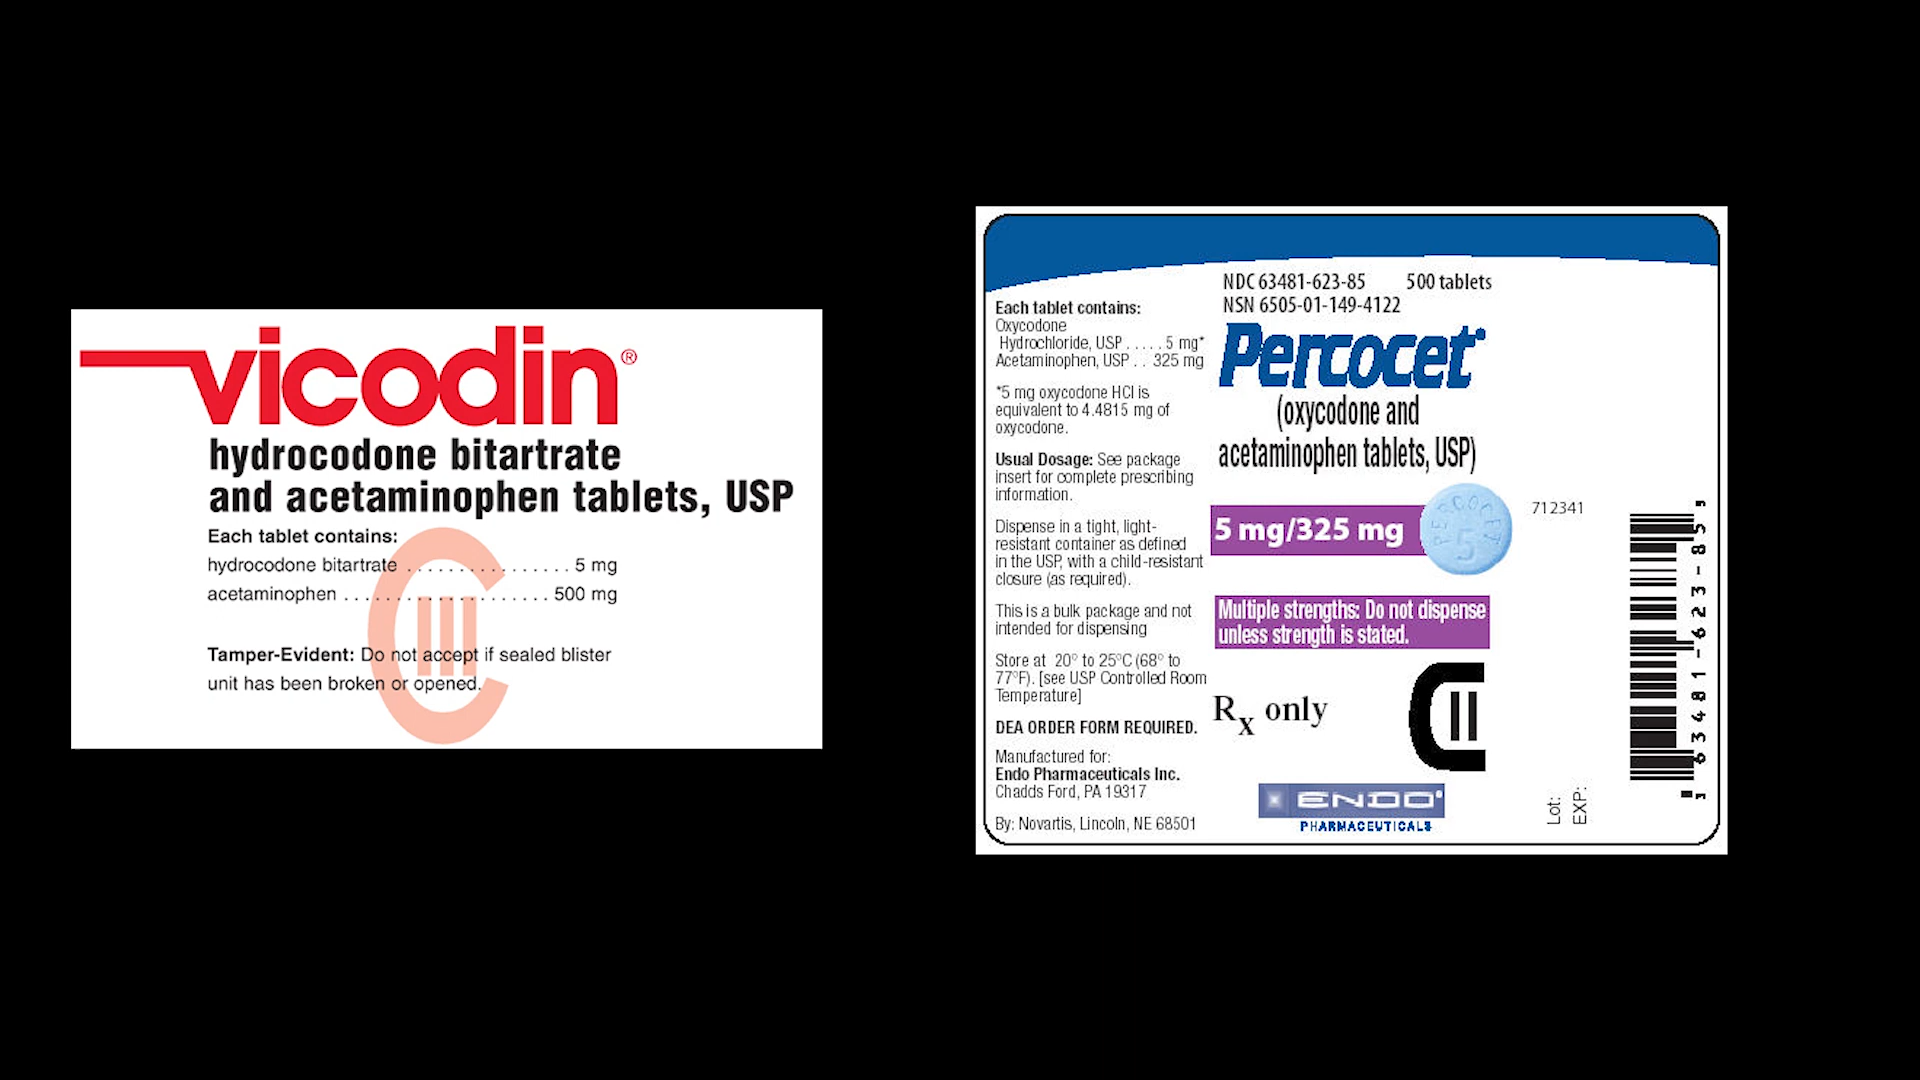 vicodin®
hydrocodone bitartrate
and acetaminophen tablets, USP
Each tablet contains:
hydrocodone bitartrate . . . . . . . . . . . . . . . . 5 mg
acetaminophen . . . . . . . . . . . . . . . . . . . . 500 mg
CIII
Tamper-Evident: Do not accept if sealed blister
unit has been broken or opened.
Each tablet contains:
Oxycodone
Hydrochloride, USP . . . . . 5 mg*
Acetaminophen, USP . . 325 mg
*5 mg oxycodone HCl is
equivalent to 4.4815 mg of
oxycodone.
Usual Dosage: See package
insert for complete prescribing
information.
Dispense in a tight, light-
resistant container as defined
in the USP, with a child-resistant
closure (as required).
This is a bulk package and not
intended for dispensing
Store at 20° to 25°C (68° to
77°F). [see USP Controlled Room
Temperature]
DEA ORDER FORM REQUIRED.
Manufactured for:
Endo Pharmaceuticals Inc.
Chadds Ford, PA 19317
By: Novartis, Lincoln, NE 68501
NDC 63481-623-85 500 tablets
NSN 6505-01-149-4122
Percocet®
(oxycodone and
acetaminophen tablets, USP)
5 mg/325 mg
PERCOCET
5
Multiple strengths: Do not dispense
unless strength is stated.
Rx only
CII
ENDO®
PHARMACEUTICALS
712341
Lot:
EXP:
3 63481-623-85 5